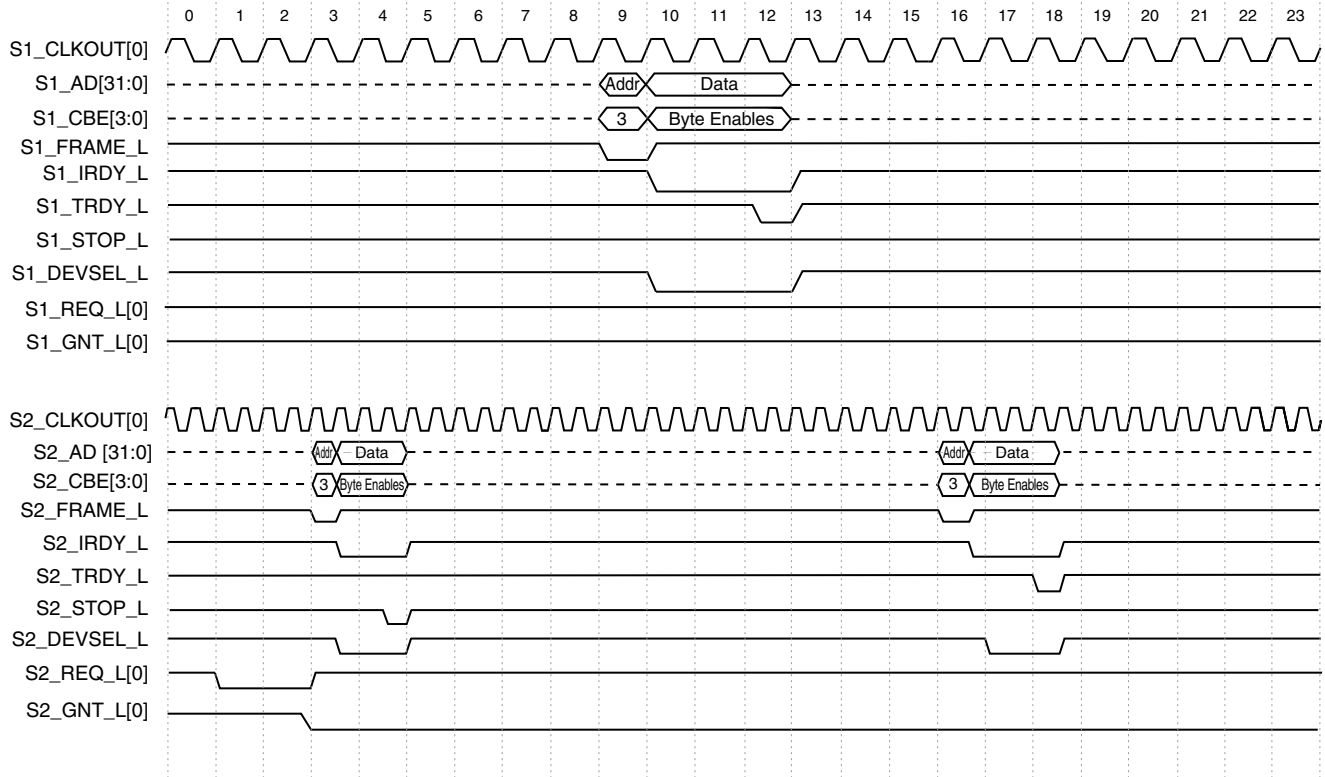 0 1 2 3 4 5 6 7 8 9 10 11 12 13 14 15 16 17 18 19 20 21 22 23
S1_CLKOUT[0]
S1_AD[31:0] Addr Data
S1_CBE[3:0] 3 Byte Enables
S1_FRAME_L
S1_IRDY_L
S1_TRDY_L
S1_STOP_L
S1_DEVSEL_L
S1_REQ_L[0]
S1_GNT_L[0]
S2_CLKOUT[0]
S2_AD [31:0] Addr Data Addr Data
S2_CBE[3:0] 3 Byte Enables 3 Byte Enables
S2_FRAME_L
S2_IRDY_L
S2_TRDY_L
S2_STOP_L
S2_DEVSEL_L
S2_REQ_L[0]
S2_GNT_L[0]